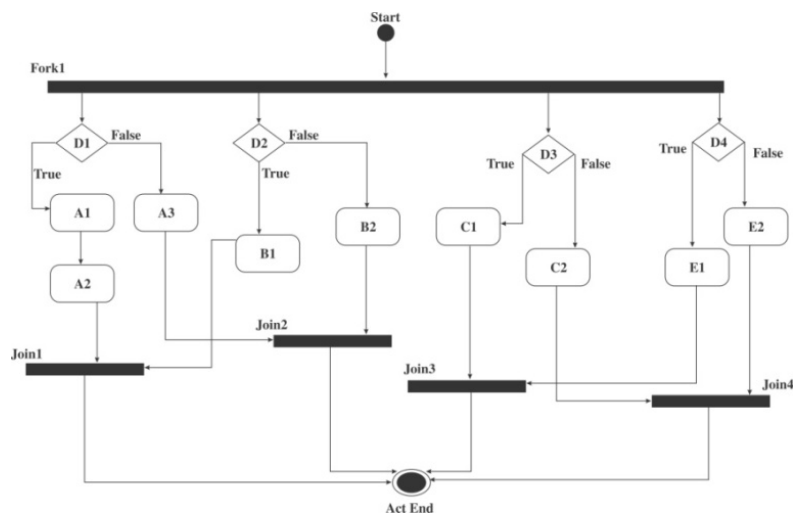 Start
Fork1
D1
False
True
D2
False
True
D3
True
False
D4
True
False
A1
A3
B1
B2
C1
C2
E1
E2
A2
Join1
Join2
Join3
Join4
Act End